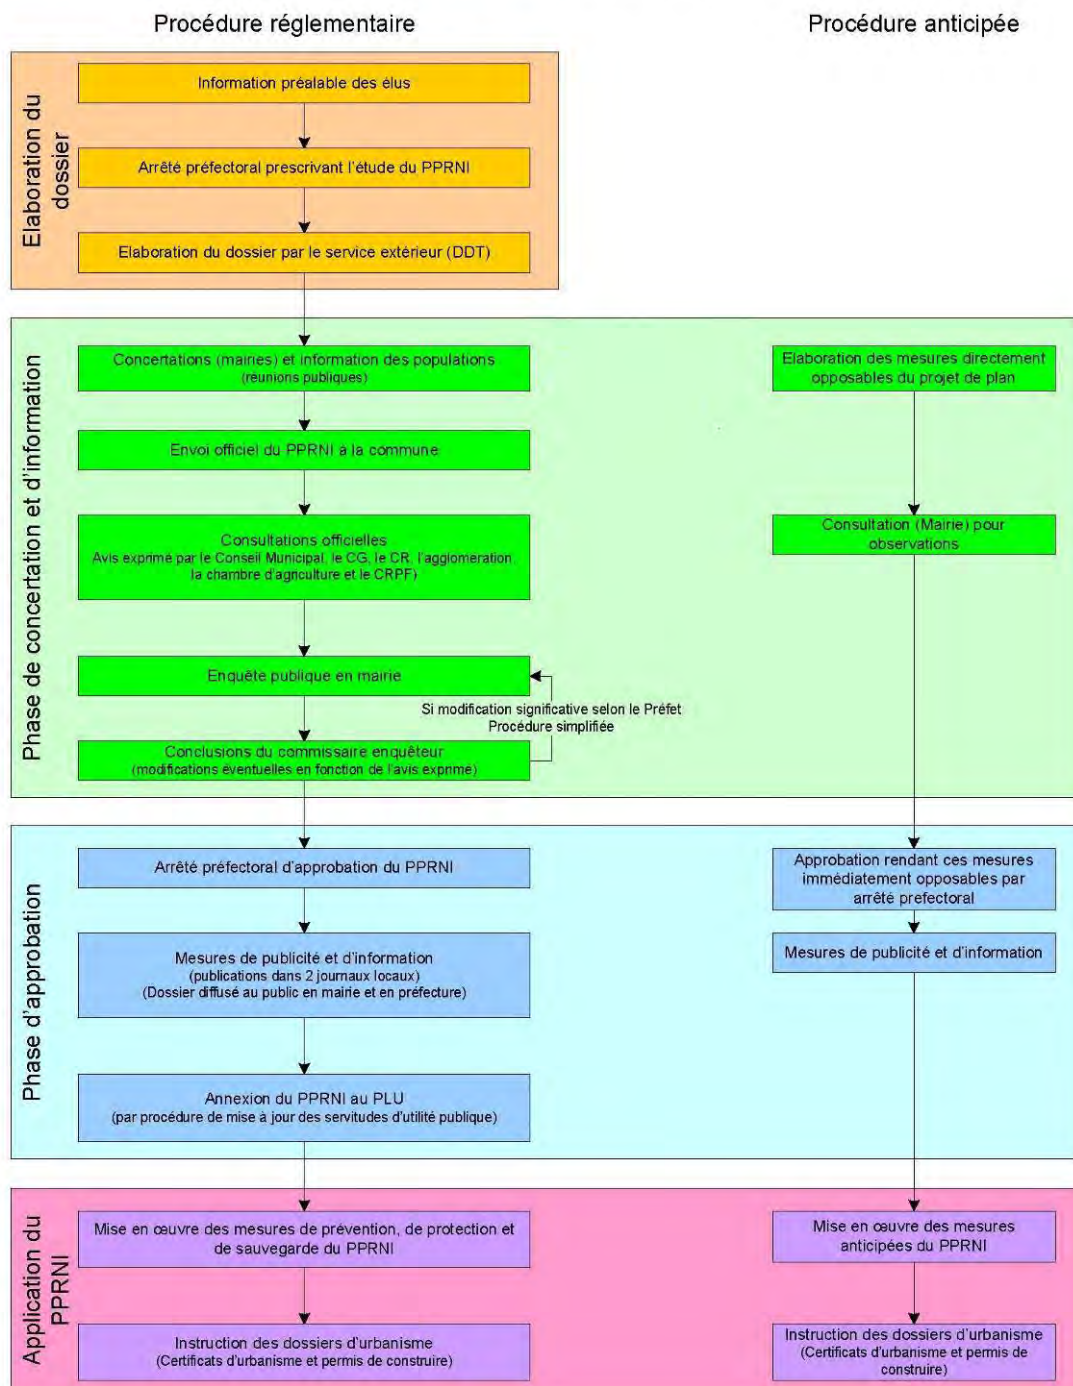 Procédure réglementaire
Procédure anticipée
Elaboration du
dossier
Information préalable des élus
Arrêté préfectoral prescrivant l'étude du PPRNI
Elaboration du dossier par le service extérieur (DDT)
Phase de concertation et d'information
Concertations (mairies) et information des populations
(réunions publiques)
Envoi officiel du PPRNI à la commune
Consultations officielles
Avis exprimé par le Conseil Municipal, le CG, le CR, l'agglomération,
la chambre d'agriculture et le CRPF)
Enquête publique en mairie
Si modification significative selon le Préfet
Procédure simplifiée
Conclusions du commissaire enquêteur
(modifications éventuelles en fonction de l'avis exprimé)
Elaboration des mesures directement
opposables du projet de plan
Consultation (Mairie) pour
observations
Phase d'approbation
Arrêté préfectoral d'approbation du PPRNI
Mesures de publicité et d'information
(publications dans 2 journaux locaux)
(Dossier diffusé au public en mairie et en préfecture)
Annexion du PPRNI au PLU
(par procédure de mise à jour des servitudes d'utilité publique)
Approbation rendant ces mesures
immédiatement opposables par
arrêté prefectoral
Mesures de publicité et d'information
Application du
PPRNI
Mise en œuvre des mesures de prévention, de protection et
de sauvegarde du PPRNI
Instruction des dossiers d'urbanisme
(Certificats d'urbanisme et permis de construire)
Mise en œuvre des mesures
anticipées du PPRNI
Instruction des dossiers d'urbanisme
(Certificats d'urbanisme et permis de
construire)